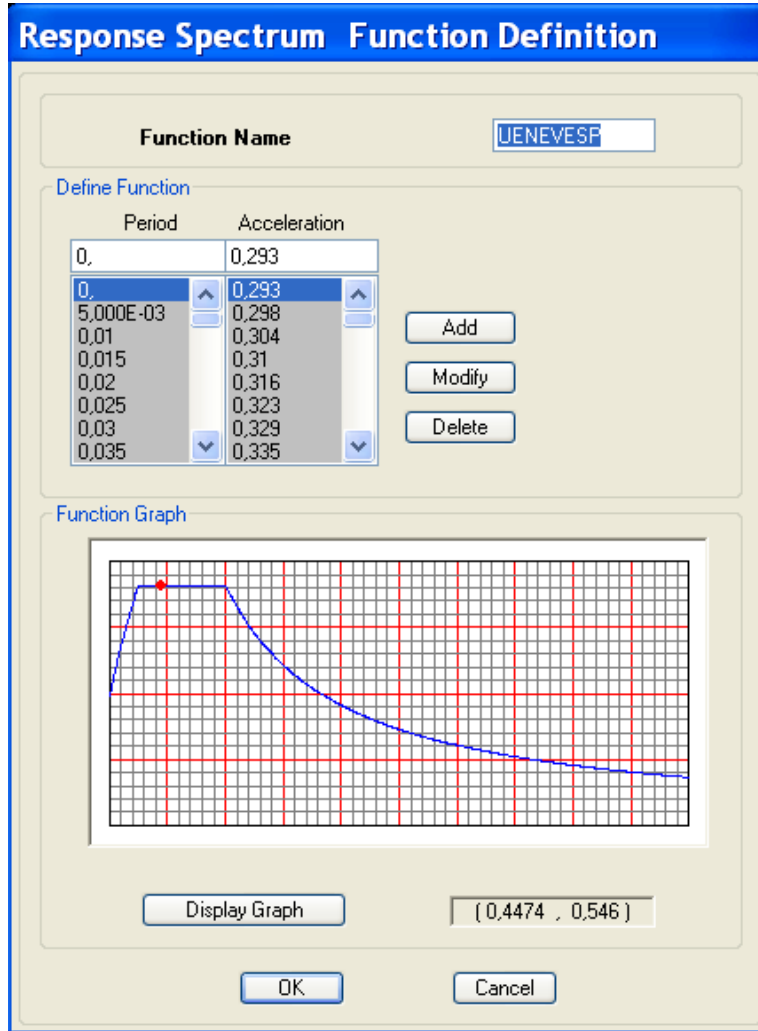 Response Spectrum Function Definition
Function Name UENEVESP
Define Function
Period Acceleration
0, 0,293
0, 0,293
5,000E-03 0,298
0,01 0,304
0,015 0,31
0,02 0,316
0,025 0,323
0,03 0,329
0,035 0,335
Add
Modify
Delete
Function Graph
Display Graph (0,4474 , 0,546 )
OK Cancel